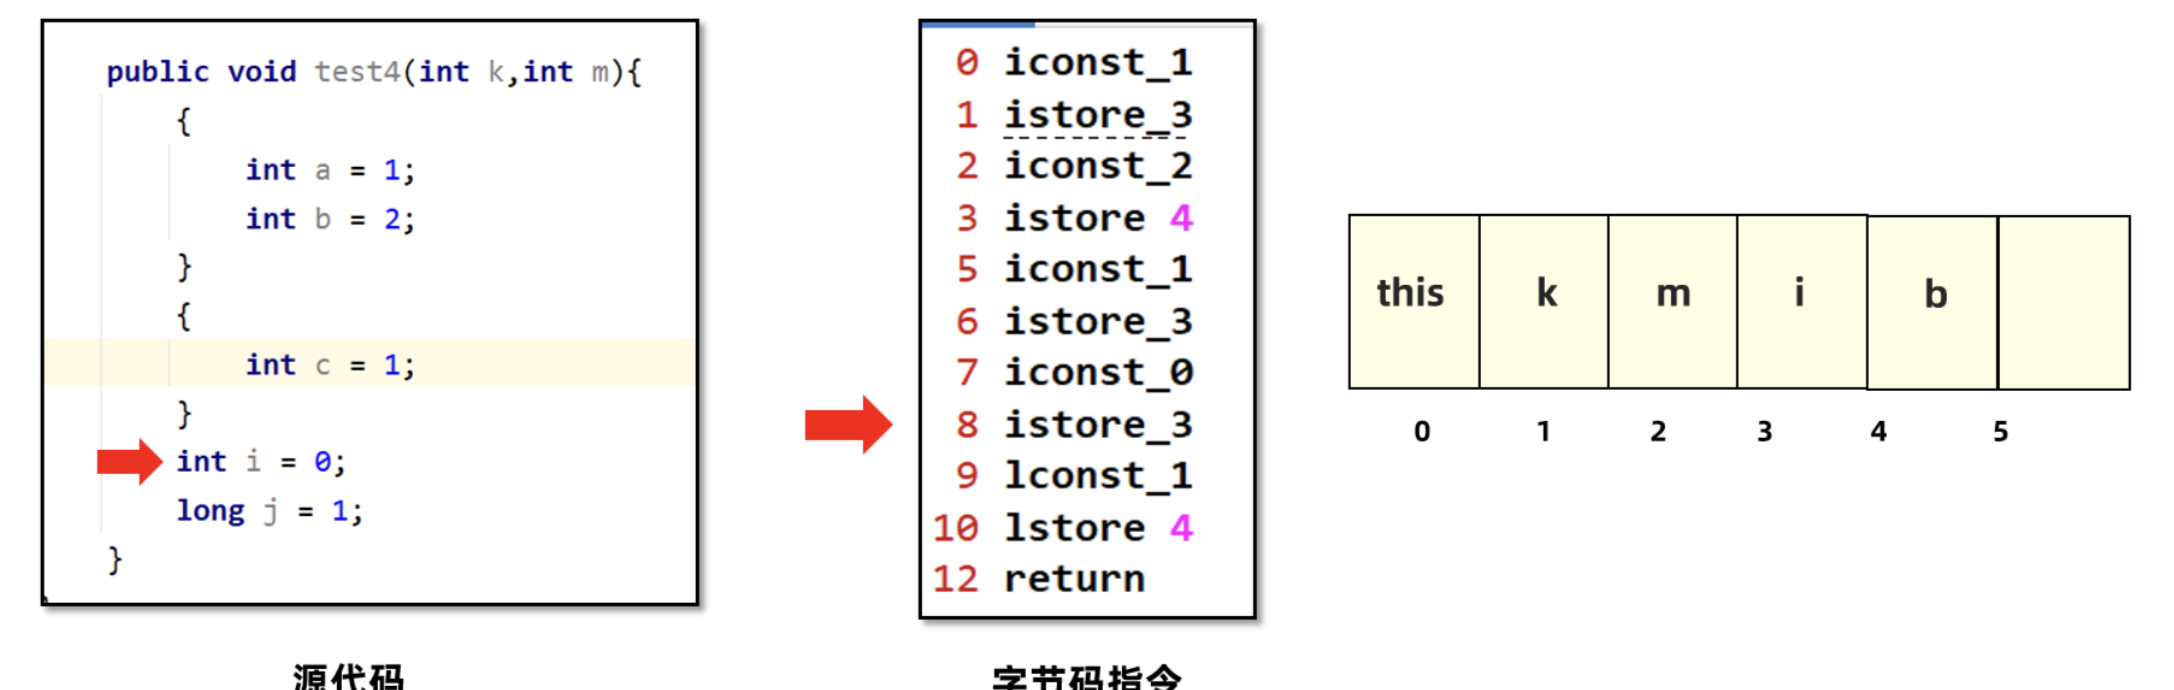 public void test4(int k,int m){
{
int a = 1;
int b = 2;
}
{
int c = 1;
}
int i = 0;
long j = 1;
}
源代码
0 iconst_1
1 istore_3
2 iconst_2
3 istore 4
5 iconst_1
6 istore_3
7 iconst_0
8 istore_3
9 lconst_1
10 lstore 4
12 return
字节码指令
this k m i b
0 1 2 3 4 5